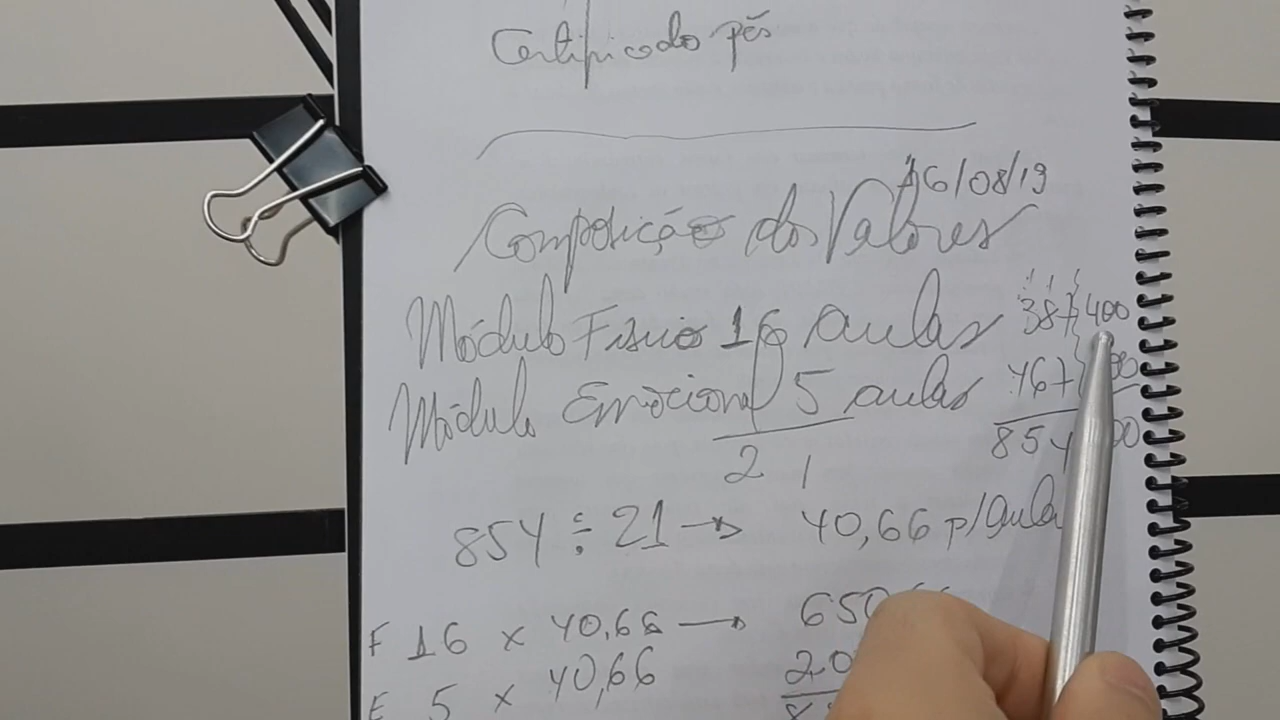 Certificado pés
16/08/19
Composição dos Valores
Módulo Físico 16 aulas 387 400
Módulo Emocional 5 aulas 467
21 854
854 ÷ 21 → 40,66 p/aula
F 16 x 40,66 → 650
E 5 x 40,66